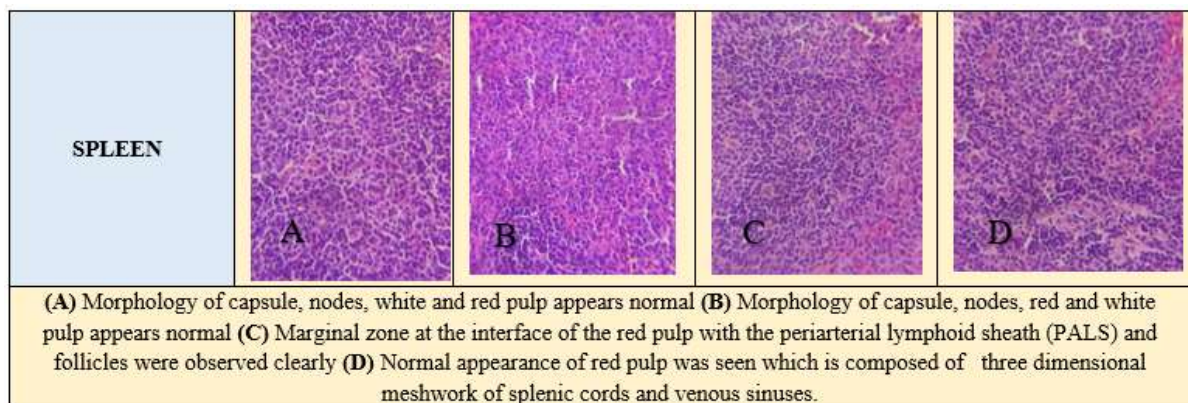 SPLEEN
A
B
C
D
(A) Morphology of capsule, nodes, white and red pulp appears normal (B) Morphology of capsule, nodes, red and white
pulp appears normal (C) Marginal zone at the interface of the red pulp with the periarterial lymphoid sheath (PALS) and
follicles were observed clearly (D) Normal appearance of red pulp was seen which is composed of three dimensional
meshwork of splenic cords and venous sinuses.